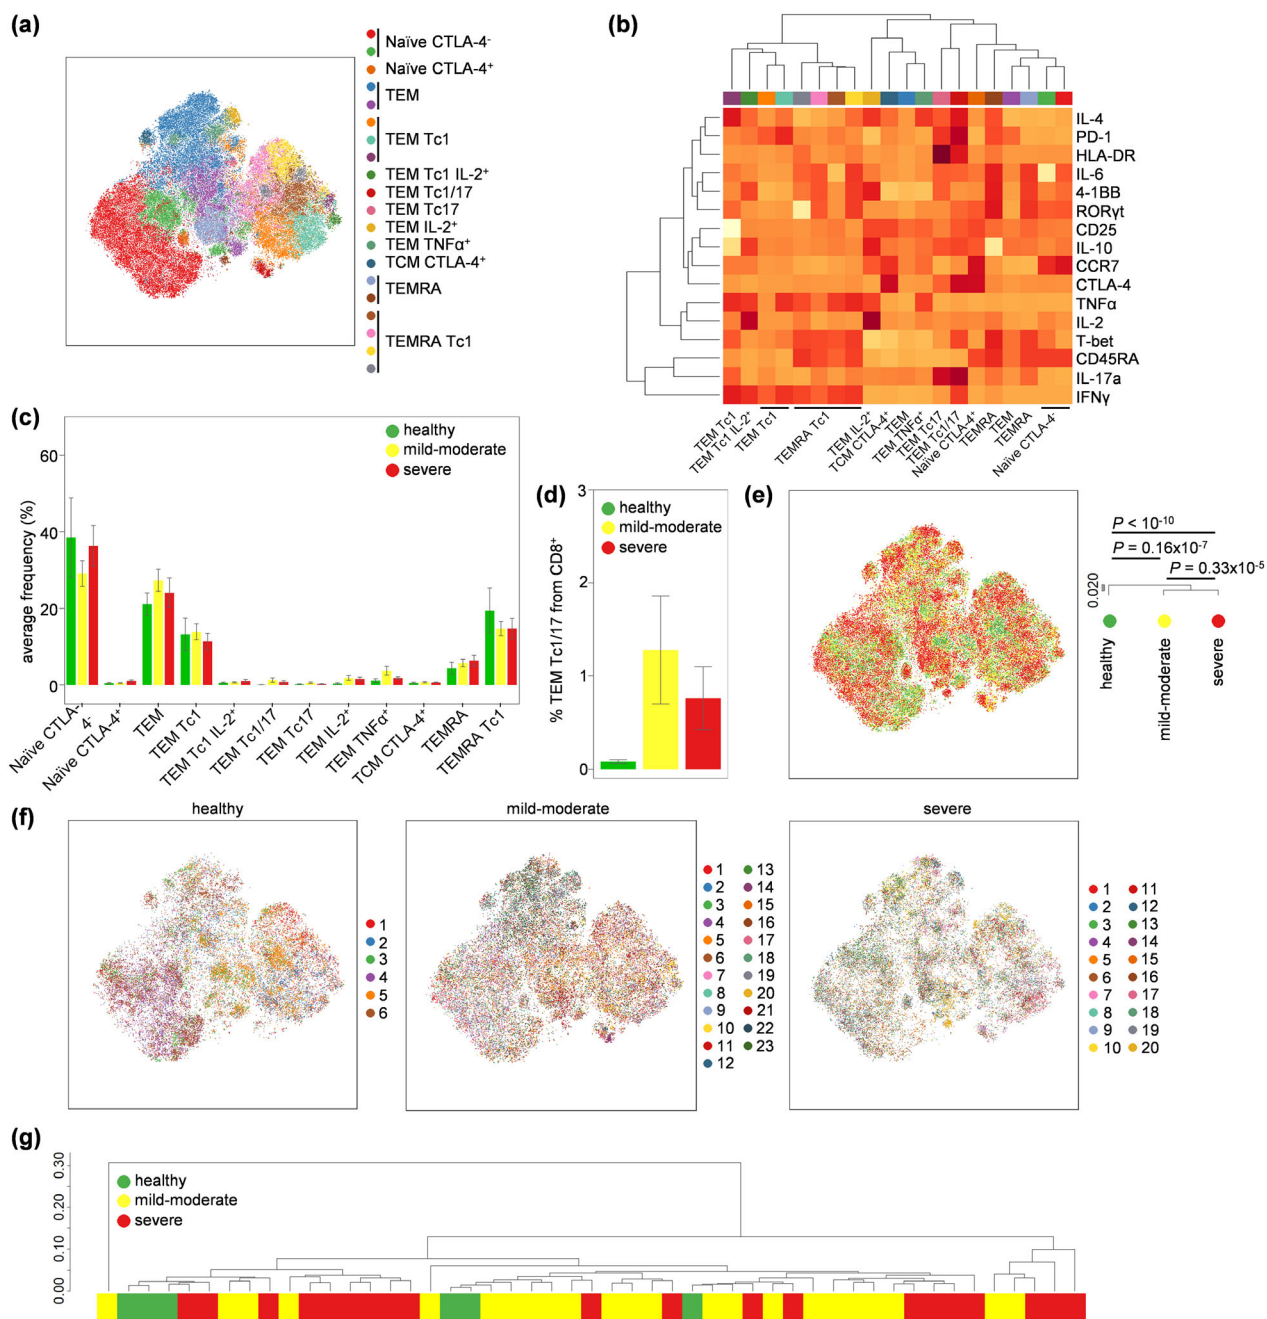 (a)
Naïve CTLA-4⁻
Naïve CTLA-4⁺
TEM
TEM Tc1
TEM Tc1 IL-2⁺
TEM Tc1/17
TEM Tc17
TEM IL-2⁺
TEM TNFα⁺
TCM CTLA-4⁺
TEMRA
TEMRA Tc1
(b)
IL-4
PD-1
HLA-DR
IL-6
4-1BB
RORγt
CD25
IL-10
CCR7
CTLA-4
TNFα
IL-2
T-bet
CD45RA
IL-17a
IFNγ
TEM Tc1
TEM Tc1 IL-2⁺
TEM Tc1
TEMRA Tc1
TEM IL-2⁺
TCM CTLA-4⁺
TEM
TEM TNFα⁺
TEM Tc17
TEM Tc1/17
Naïve CTLA-4⁺
TEMRA
TEM
TEMRA
Naïve CTLA-4⁻
(c)
healthy
mild-moderate
severe
average frequency (%)
60
40
20
0
Naïve CTLA-
4⁻
Naïve CTLA-4⁺
TEM
TEM Tc1
TEM Tc1 IL-2⁺
TEM Tc1/17
TEM Tc17
TEM IL-2⁺
TEM TNFα⁺
TCM CTLA-4⁺
TEMRA
TEMRA Tc1
(d)
healthy
mild-moderate
severe
% TEM Tc1/17 from CD8⁺
3
2
1
0
(e)
P < 10⁻¹⁰
P = 0.16x10⁻⁷
P = 0.33x10⁻⁵
0.020
healthy
mild-moderate
severe
(f)
healthy
1
2
3
4
5
6
mild-moderate
1 13
2 14
3 15
4 16
5 17
6 18
7 19
8 20
9 21
10 22
11 23
12
severe
1 11
2 12
3 13
4 14
5 15
6 16
7 17
8 18
9 19
10 20
(g)
0.30
0.20
0.10
0.00
healthy
mild-moderate
severe